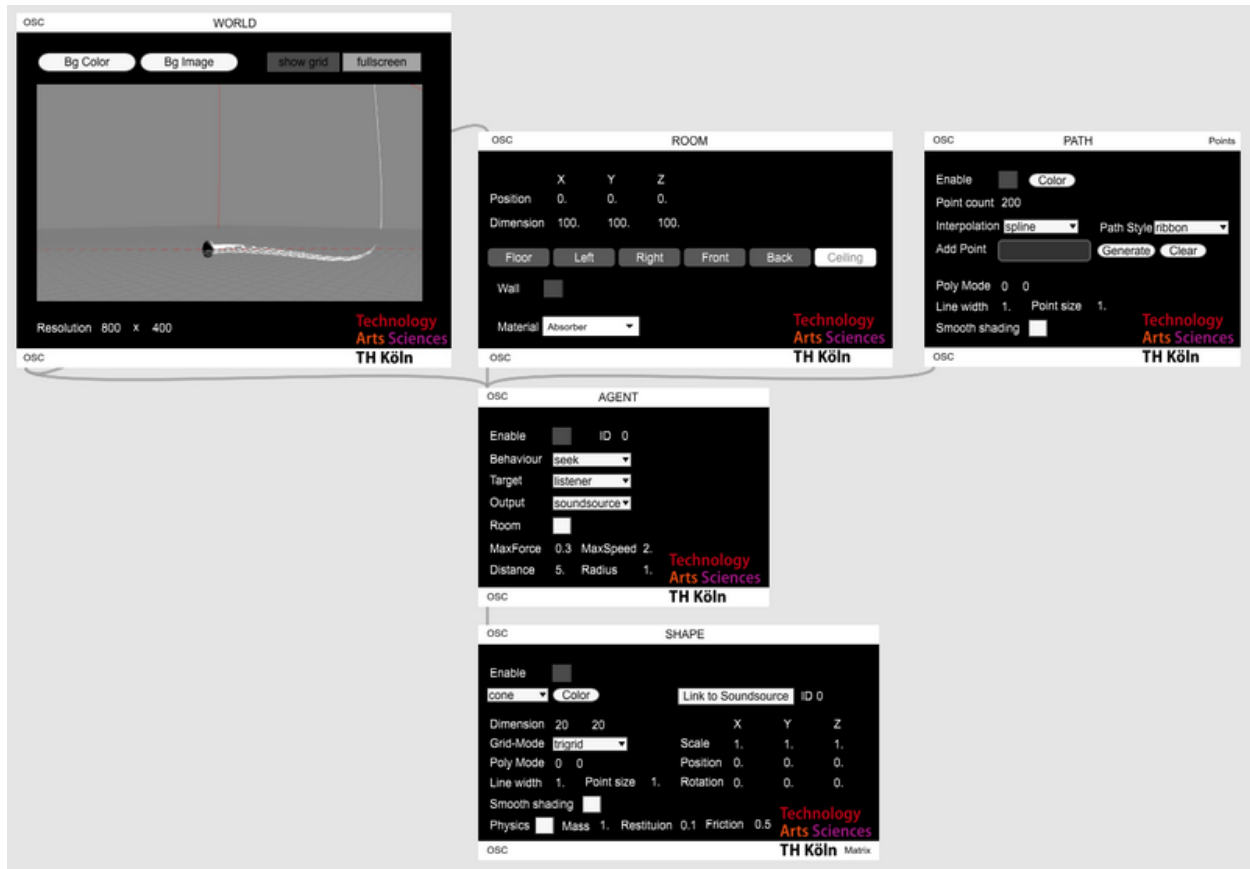 OSC WORLD
Bg Color Bg Image show grid fullscreen
Resolution 800 x 400
Technology
Arts Sciences
OSC TH Köln
OSC ROOM
X Y Z
Position 0. 0. 0.
Dimension 100. 100. 100.
Floor Left Right Front Back Ceiling
Wall
Material Absorber
Technology
Arts Sciences
OSC TH Köln
OSC PATH Points
Enable Color
Point count 200
Interpolation spline Path Style ribbon
Add Point Generate Clear
Poly Mode 0 0
Line width 1. Point size 1.
Smooth shading
Technology
Arts Sciences
OSC TH Köln
OSC AGENT
Enable ID 0
Behaviour seek
Target listener
Output soundsource
Room
MaxForce 0.3 MaxSpeed 2.
Distance 5. Radius 1.
Technology
Arts Sciences
OSC TH Köln
OSC SHAPE
Enable
cone Color Link to Soundsource ID 0
Dimension 20 20 X Y Z
Grid-Mode trigrid Scale 1. 1. 1.
Poly Mode 0 0 Position 0. 0. 0.
Line width 1. Point size 1. Rotation 0. 0. 0.
Smooth shading
Physics Mass 1. Restituion 0.1 Friction 0.5
Technology
Arts Sciences
OSC TH Köln Matrix